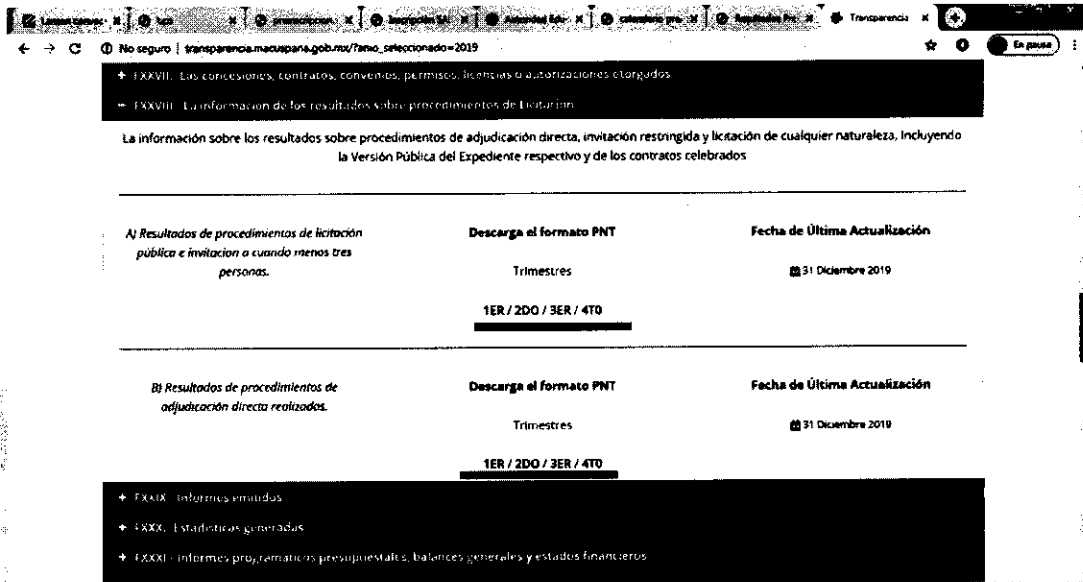 Transparencia
No seguro | transparencia.macuspana.gob.mx/?amo_seleccionado=2019
En pausa
+ FXXVII. Las concesiones, contratos, convenios, permisos, licencias o autorizaciones otorgados
− FXXVIII. La información de los resultados sobre procedimientos de Licitación
La información sobre los resultados sobre procedimientos de adjudicación directa, invitación restringida y licitación de cualquier naturaleza, Incluyendo
la Versión Pública del Expediente respectivo y de los contratos celebrados
A) Resultados de procedimientos de licitación
pública e invitacion a cuando menos tres
personas.
Descarga el formato PNT
Trimestres
1ER / 2DO / 3ER / 4TO
Fecha de Última Actualización
31 Diciembre 2019
B) Resultados de procedimientos de
adjudicación directa realizados.
Descarga el formato PNT
Trimestres
1ER / 2DO / 3ER / 4TO
Fecha de Última Actualización
31 Diciembre 2019
+ FXXIX. Informes emitidos
+ FXXX. Estadísticas generadas
+ FXXXI - Informes programaticos presupuestales, balances generales y estados financieros